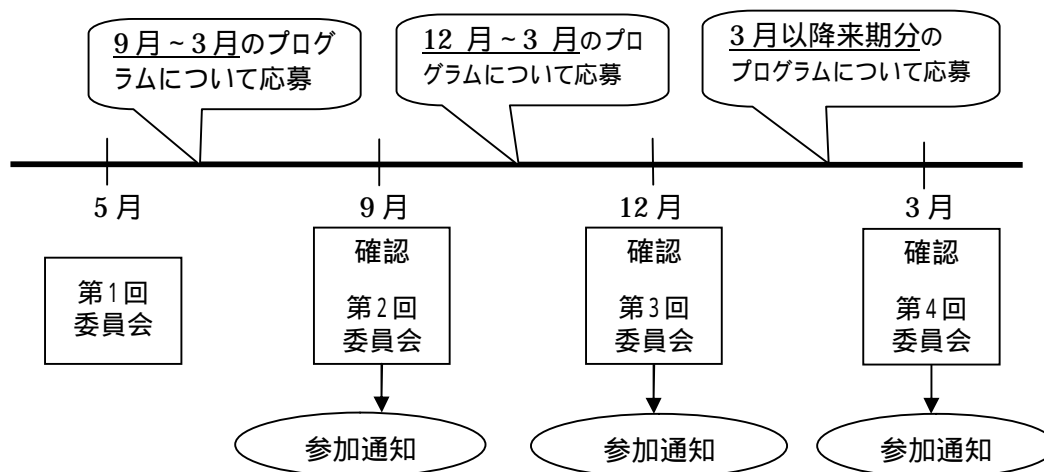 9月~3月のプログ
ラムについて応募
12 月~3 月のプロ
グラムについて応募
3月以降来期分の
プログラムについて応募
5月
9月
12月
3月
第1回
委員会
確認
第2回
委員会
確認
第3回
委員会
確認
第4回
委員会
参加通知
参加通知
参加通知